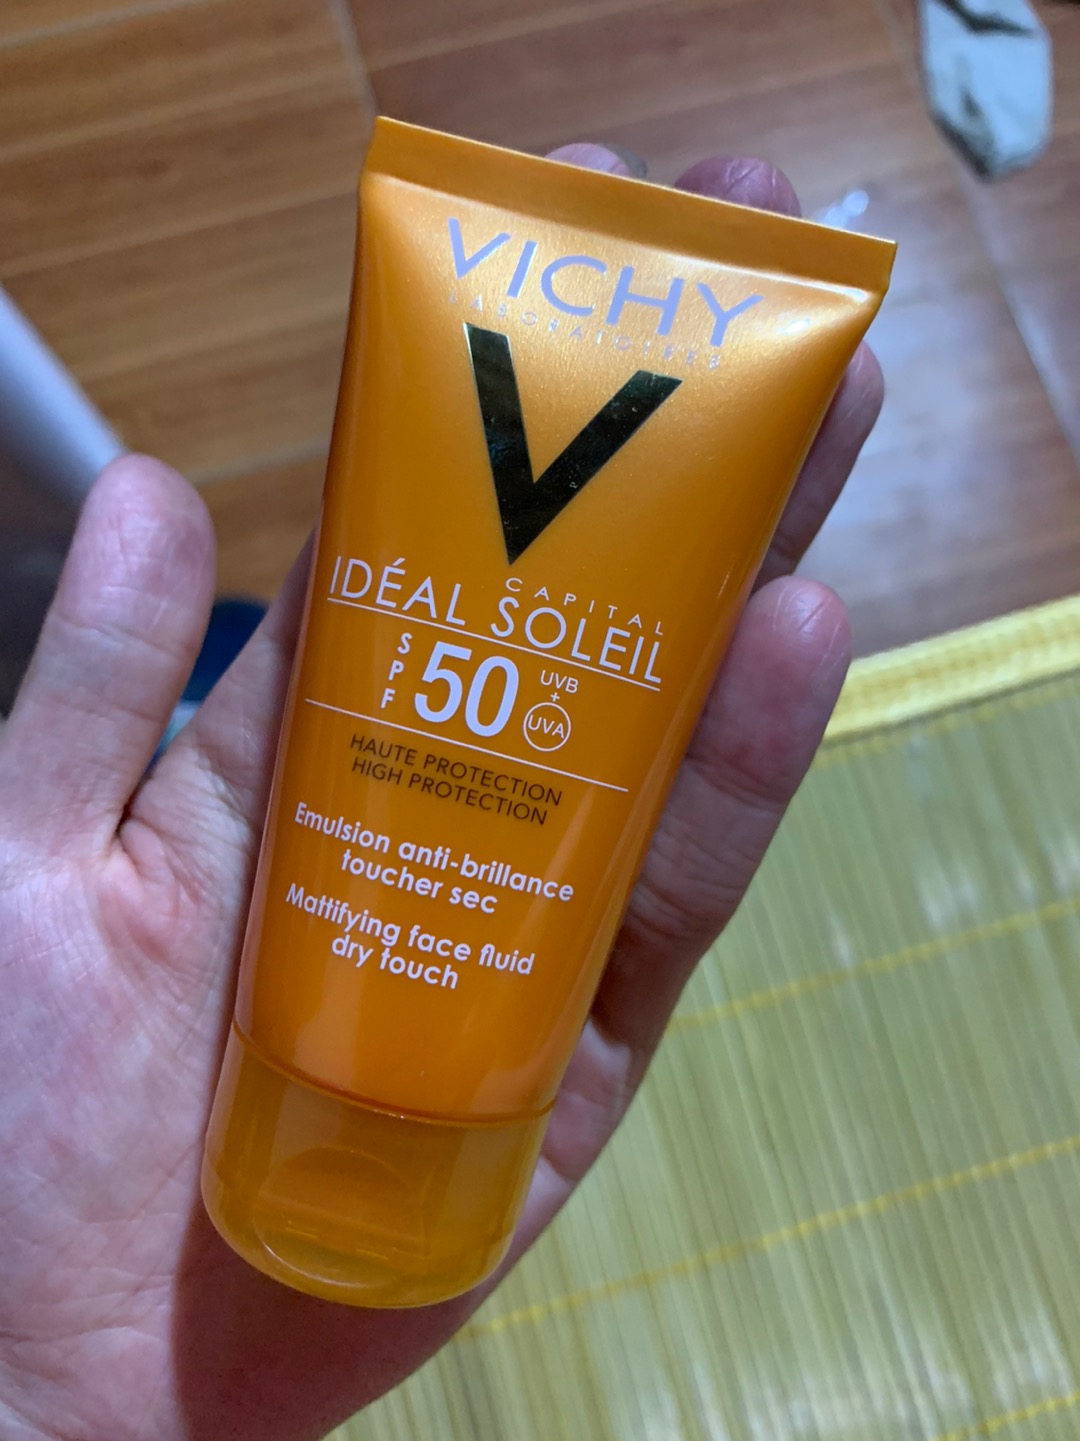 VICHY
LABORATOIRES
V
CAPITAL
IDÉAL SOLEIL
SPF 50 UVB + UVA
HAUTE PROTECTION
HIGH PROTECTION
Emulsion anti-brillance
toucher sec
Mattifying face fluid
dry touch